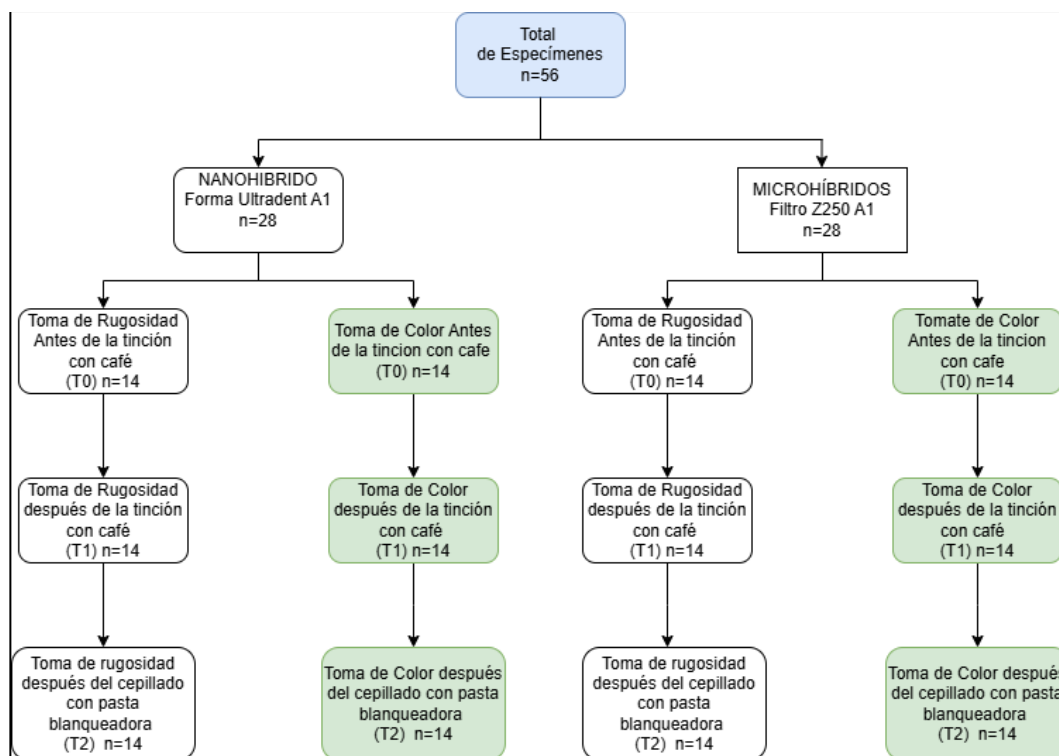 Total
de Especímenes
n=56
NANOHIBRIDO
Forma Ultradent A1
n=28
MICROHÍBRIDOS
Filtro Z250 A1
n=28
Toma de Rugosidad
Antes de la tinción
con café
(T0) n=14
Toma de Color Antes
de la tincion con cafe
(T0) n=14
Toma de Rugosidad
Antes de la tinción
con café
(T0) n=14
Tomate de Color
Antes de la tincion
con cafe
(T0) n=14
Toma de Rugosidad
después de la tinción
con café
(T1) n=14
Toma de Color
después de la tinción
con café
(T1) n=14
Toma de Rugosidad
después de la tinción
con café
(T1) n=14
Toma de Color
después de la tinción
con café
(T1) n=14
Toma de rugosidad
después del cepillado
con pasta
blanqueadora
(T2) n=14
Toma de Color después
del cepillado con pasta
blanqueadora
(T2) n=14
Toma de rugosidad
después del cepillado
con pasta
blanqueadora
(T2) n=14
Toma de Color después
del cepillado con pasta
blanqueadora
(T2) n=14